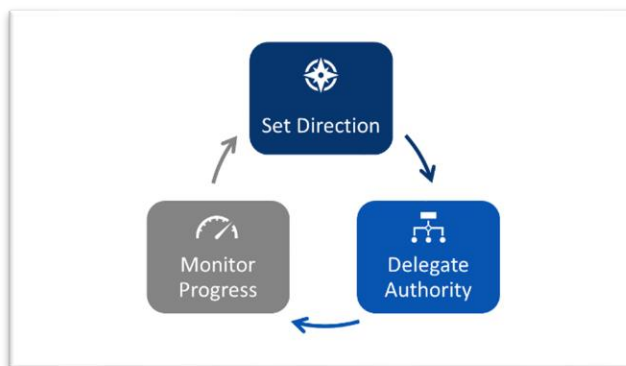 Set Direction
Monitor
Progress
Delegate
Authority